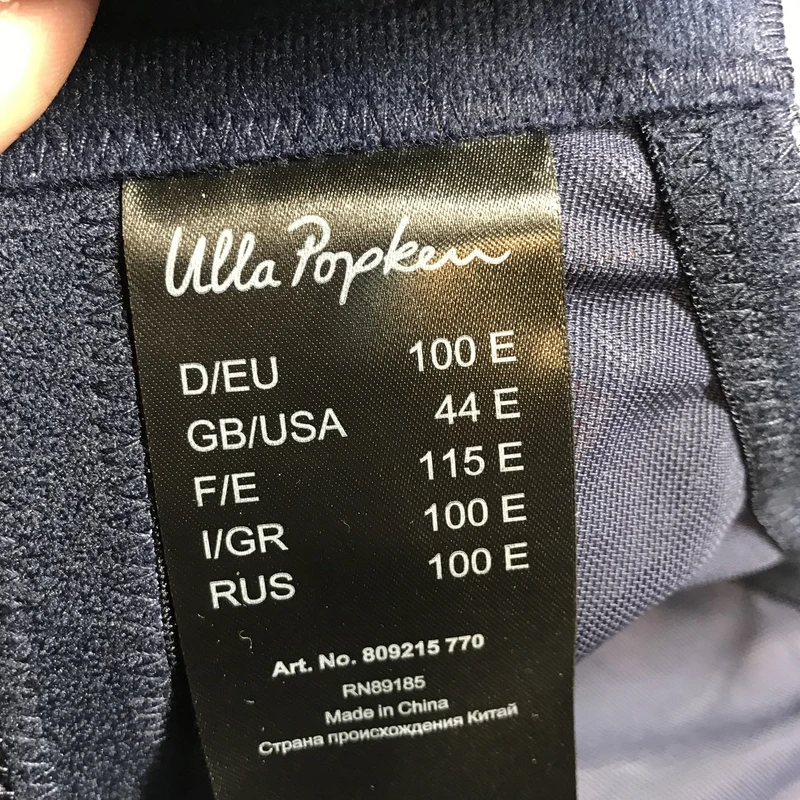 Ulla Popken
D/EU 100 E
GB/USA 44 E
F/E 115 E
I/GR 100 E
RUS 100 E
Art. No. 809215 770
RN89185
Made in China
Страна происхождения Китай